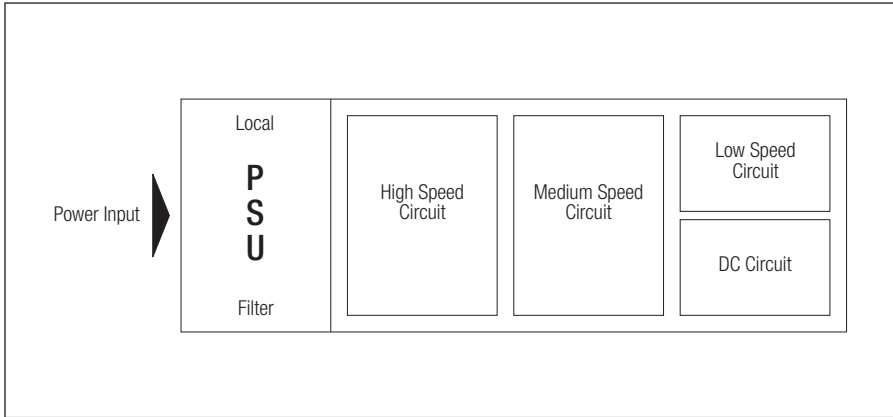 Power Input
Local
P
S
U
Filter
High Speed
Circuit
Medium Speed
Circuit
Low Speed
Circuit
DC Circuit